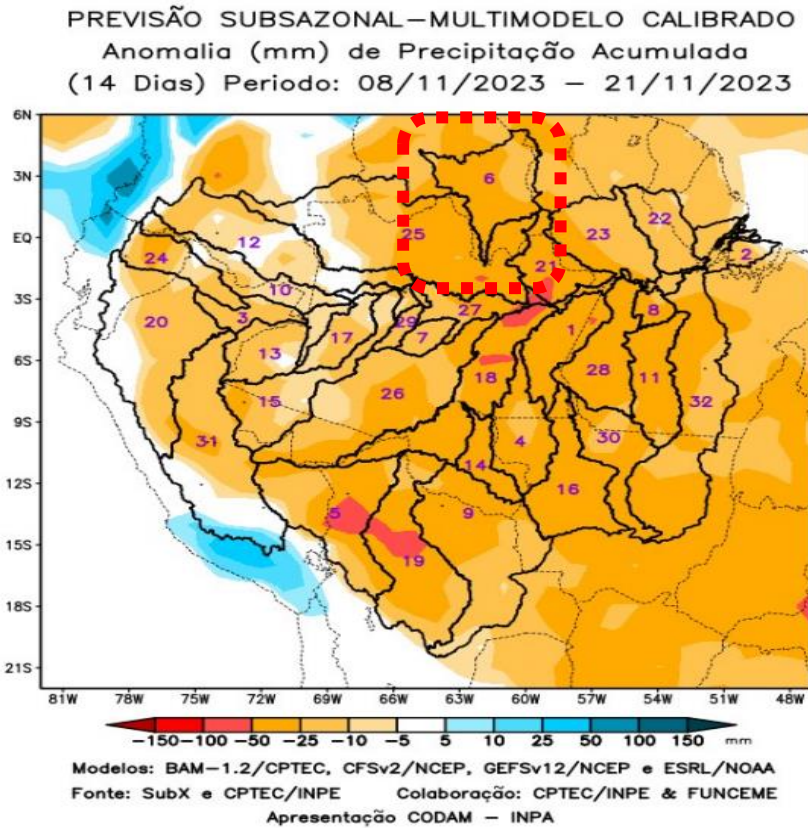 PREVISÃO SUBSAZONAL–MULTIMODELO CALIBRADO
Anomalia (mm) de Precipitação Acumulada
(14 Dias) Periodo: 08/11/2023 – 21/11/2023
6N
3N
EQ
3S
6S
9S
12S
15S
18S
21S
6
12
25
23
22
24
21
2
10
20
3
29
27
8
17
7
1
13
18
28
11
15
26
32
31
4
30
14
16
5
9
19
81W 78W 75W 72W 69W 66W 63W 60W 57W 54W 51W 48W
−150 −100 −50 −25 −10 −5 5 10 25 50 100 150 mm
Modelos: BAM−1.2/CPTEC, CFSv2/NCEP, GEFSv12/NCEP e ESRL/NOAA
Fonte: SubX e CPTEC/INPE Colaboração: CPTEC/INPE & FUNCEME
Apresentação CODAM – INPA